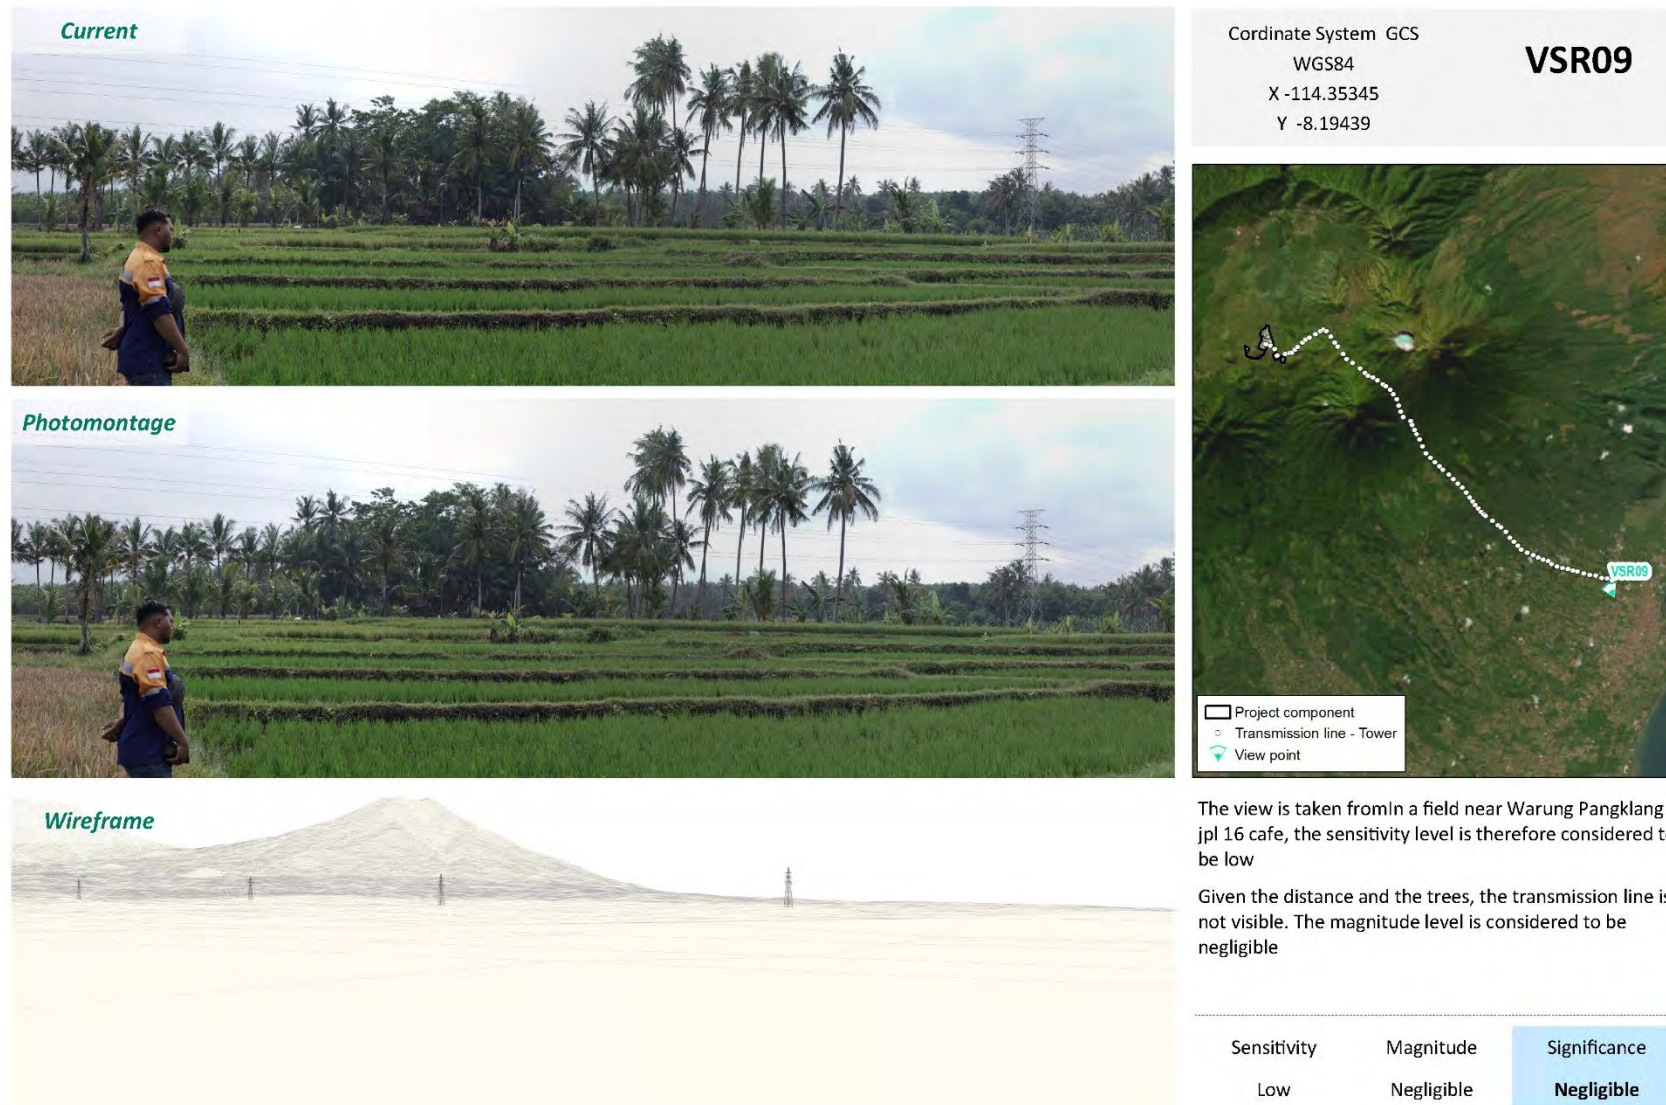 Current
Cordinate System GCS
WGS84
X -114.35345
Y -8.19439
VSR09
Photomontage
VSR09
Project component
Transmission line - Tower
View point
Wireframe
The view is taken fromIn a field near Warung Pangklang
jpl 16 cafe, the sensitivity level is therefore considered t
be low
Given the distance and the trees, the transmission line is
not visible. The magnitude level is considered to be
negligible
Sensitivity Magnitude Significance
Low Negligible Negligible